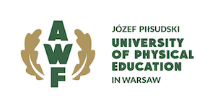 AWF
JÓZEF PIŁSUDSKI
UNIVERSITY
OF PHYSICAL
EDUCATION
IN WARSAW